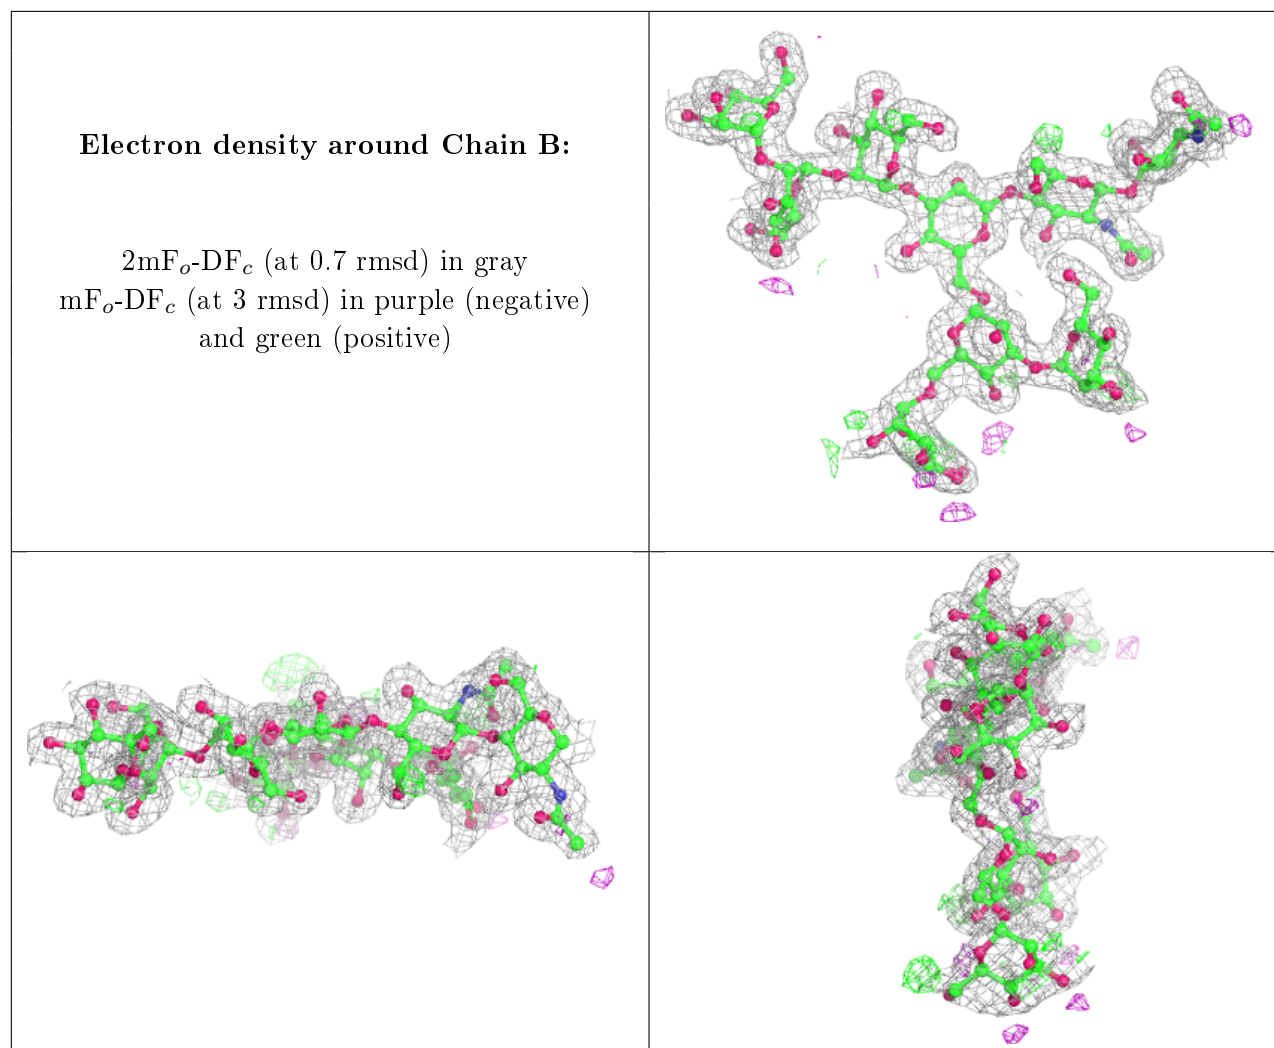 Electron density around Chain B:
2mFₒ-DF𝒸 (at 0.7 rmsd) in gray
mFₒ-DF𝒸 (at 3 rmsd) in purple (negative)
and green (positive)